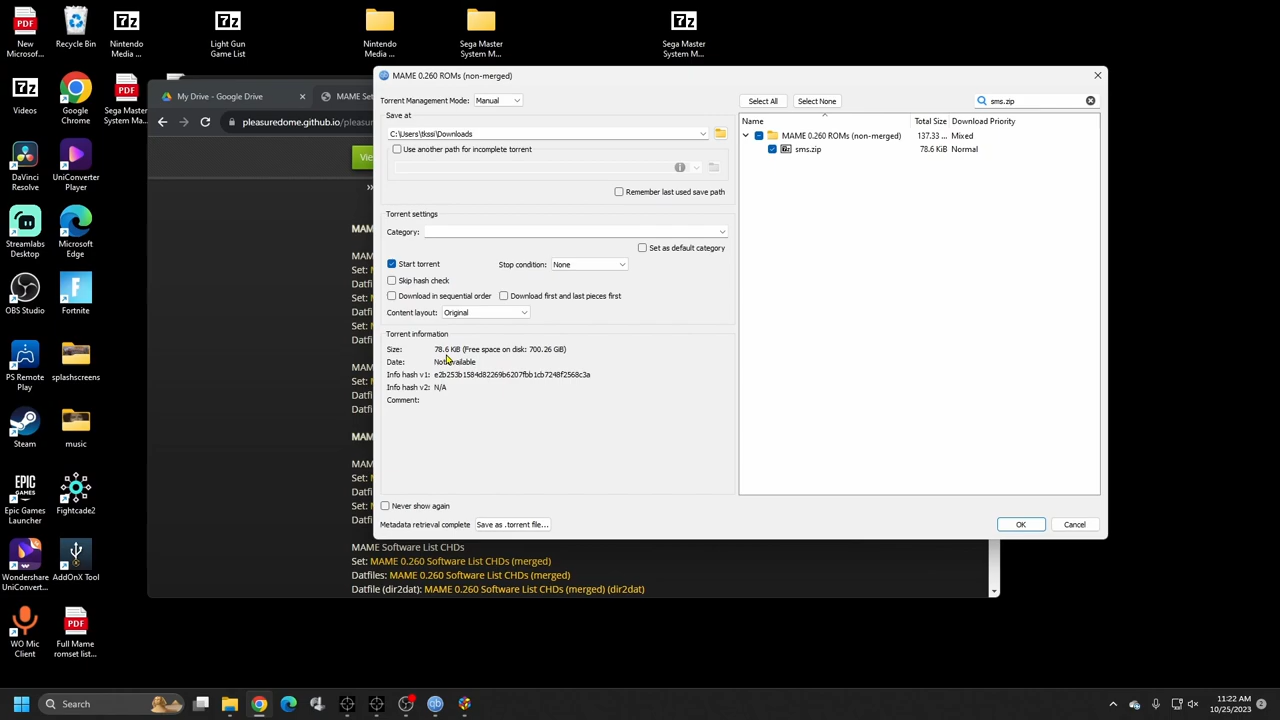 New
Microsof...
Recycle Bin
Nintendo
Media ...
Light Gun
Game List
Nintendo
Media ...
Sega Master
System M...
Sega Master
System M...
Videos
Google
Chrome
Sega Master
System Ma...
DaVinci
Resolve
UniConverter
Player
Streamlabs
Desktop
Microsoft
Edge
OBS Studio
Fortnite
PS Remote
Play
splashscreens
Steam
music
Epic Games
Launcher
Fightcade2
Wondershare
UniConvert...
AddOnX Tool
WO Mic
Client
Full Mame
romset list...
My Drive - Google Drive
MAME Set
pleasuredome.github.io/pleasu
MAME 0.260 ROMs (non-merged)
Torrent Management Mode: Manual
Save at
C:\Users\tkssi\Downloads
Use another path for incomplete torrent
Remember last used save path
Torrent settings
Category:
Set as default category
Start torrent
Stop condition: None
Skip hash check
Download in sequential order
Download first and last pieces first
Content layout: Original
Torrent information
Size: 78.6 KiB (Free space on disk: 700.26 GiB)
Date: Not available
Info hash v1: e2b253b1584d82269b6207fbb1cb7248f2568c3a
Info hash v2: N/A
Comment:
Never show again
Metadata retrieval complete
Save as .torrent file...
Select All
Select None
sms.zip
Name Total Size Download Priority
MAME 0.260 ROMs (non-merged) 137.33 ... Mixed
sms.zip 78.6 KiB Normal
OK
Cancel
MAME Software List CHDs
Set: MAME 0.260 Software List CHDs (merged)
Datfiles: MAME 0.260 Software List CHDs (merged)
Datfile (dir2dat): MAME 0.260 Software List CHDs (merged) (dir2dat)
Search
11:22 AM
10/25/2023